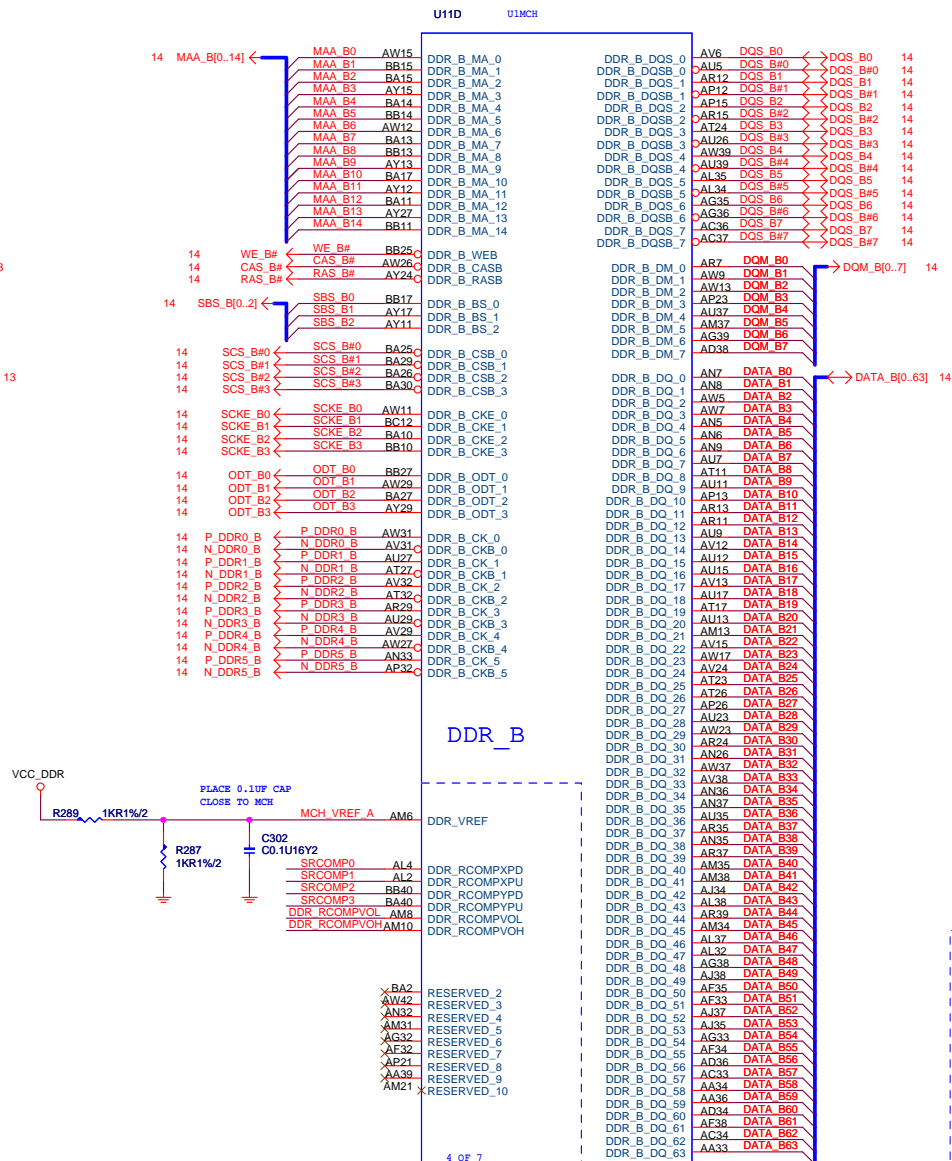 U11D U1MCH
14 MAA_B[0..14]
MAA_B0 AW15 DDR_B_MA_0
MAA_B1 BB15 DDR_B_MA_1
MAA_B2 BA15 DDR_B_MA_2
MAA_B3 AY15 DDR_B_MA_3
MAA_B4 BA14 DDR_B_MA_4
MAA_B5 BB14 DDR_B_MA_5
MAA_B6 AW12 DDR_B_MA_6
MAA_B7 BA13 DDR_B_MA_7
MAA_B8 BB13 DDR_B_MA_8
MAA_B9 AY13 DDR_B_MA_9
MAA_B10 BA17 DDR_B_MA_10
MAA_B11 AY12 DDR_B_MA_11
MAA_B12 BA11 DDR_B_MA_12
MAA_B13 AY27 DDR_B_MA_13
MAA_B14 BB11 DDR_B_MA_14
14 WE_B# WE_B# BB25 DDR_B_WEB
14 CAS_B# CAS_B# AW26 DDR_B_CASB
14 RAS_B# RAS_B# AY24 DDR_B_RASB
14 SBS_B[0..2]
SBS_B0 BB17 DDR_B_BS_0
SBS_B1 AY17 DDR_B_BS_1
SBS_B2 AY11 DDR_B_BS_2
14 SCS_B#0 SCS_B#0 BA25 DDR_B_CSB_0
14 SCS_B#1 SCS_B#1 BA29 DDR_B_CSB_1
14 SCS_B#2 SCS_B#2 BA26 DDR_B_CSB_2
14 SCS_B#3 SCS_B#3 BA30 DDR_B_CSB_3
13
14 SCKE_B0 SCKE_B0 AW11 DDR_B_CKE_0
14 SCKE_B1 SCKE_B1 BC12 DDR_B_CKE_1
14 SCKE_B2 SCKE_B2 BA10 DDR_B_CKE_2
14 SCKE_B3 SCKE_B3 BB10 DDR_B_CKE_3
14 ODT_B0 ODT_B0 BB27 DDR_B_ODT_0
14 ODT_B1 ODT_B1 AW29 DDR_B_ODT_1
14 ODT_B2 ODT_B2 BA27 DDR_B_ODT_2
14 ODT_B3 ODT_B3 AY29 DDR_B_ODT_3
14 P_DDR0_B P_DDR0_B AW31 DDR_B_CK_0
14 N_DDR0_B N_DDR0_B AV31 DDR_B_CKB_0
14 P_DDR1_B P_DDR1_B AU27 DDR_B_CK_1
14 N_DDR1_B N_DDR1_B AT27 DDR_B_CKB_1
14 P_DDR2_B P_DDR2_B AV32 DDR_B_CK_2
14 N_DDR2_B N_DDR2_B AT32 DDR_B_CKB_2
14 P_DDR3_B P_DDR3_B AR29 DDR_B_CK_3
14 N_DDR3_B N_DDR3_B AU29 DDR_B_CKB_3
14 P_DDR4_B P_DDR4_B AV29 DDR_B_CK_4
14 N_DDR4_B N_DDR4_B AW27 DDR_B_CKB_4
14 P_DDR5_B P_DDR5_B AN33 DDR_B_CK_5
14 N_DDR5_B N_DDR5_B AP32 DDR_B_CKB_5
DDR_B
VCC_DDR
PLACE 0.1UF CAP
CLOSE TO MCH
R289 1KR1%/2
MCH_VREF_A AM6 DDR_VREF
R287
1KR1%/2
C302
C0.1U16Y2
SRCOMP0 AL4 DDR_RCOMPXPD
SRCOMP1 AL2 DDR_RCOMPXPU
SRCOMP2 BB40 DDR_RCOMPYPD
SRCOMP3 BA40 DDR_RCOMPYPU
DDR_RCOMPVOL AM8 DDR_RCOMPVOL
DDR_RCOMPVOH AM10 DDR_RCOMPVOH
BA2 RESERVED_2
AW42 RESERVED_3
AN32 RESERVED_4
AM31 RESERVED_5
AG32 RESERVED_6
AF32 RESERVED_7
AP21 RESERVED_8
AA39 RESERVED_9
AM21 RESERVED_10
4 OF 7
DDR_B_DQS_0 AV6 DQS_B0 DQS_B0 14
DDR_B_DQSB_0 AU5 DQS_B#0 DQS_B#0 14
DDR_B_DQS_1 AR12 DQS_B1 DQS_B1 14
DDR_B_DQSB_1 AP12 DQS_B#1 DQS_B#1 14
DDR_B_DQS_2 AP15 DQS_B2 DQS_B2 14
DDR_B_DQSB_2 AR15 DQS_B#2 DQS_B#2 14
DDR_B_DQS_3 AT24 DQS_B3 DQS_B3 14
DDR_B_DQSB_3 AU26 DQS_B#3 DQS_B#3 14
DDR_B_DQS_4 AW39 DQS_B4 DQS_B4 14
DDR_B_DQSB_4 AU39 DQS_B#4 DQS_B#4 14
DDR_B_DQS_5 AL35 DQS_B5 DQS_B5 14
DDR_B_DQSB_5 AL34 DQS_B#5 DQS_B#5 14
DDR_B_DQS_6 AG35 DQS_B6 DQS_B6 14
DDR_B_DQSB_6 AG36 DQS_B#6 DQS_B#6 14
DDR_B_DQS_7 AC36 DQS_B7 DQS_B7 14
DDR_B_DQSB_7 AC37 DQS_B#7 DQS_B#7 14
DDR_B_DM_0 AR7 DQM_B0 DQM_B[0..7] 14
DDR_B_DM_1 AW9 DQM_B1
DDR_B_DM_2 AW13 DQM_B2
DDR_B_DM_3 AP23 DQM_B3
DDR_B_DM_4 AU37 DQM_B4
DDR_B_DM_5 AM37 DQM_B5
DDR_B_DM_6 AG39 DQM_B6
DDR_B_DM_7 AD38 DQM_B7
DDR_B_DQ_0 AN7 DATA_B0 DATA_B[0..63] 14
DDR_B_DQ_1 AN8 DATA_B1
DDR_B_DQ_2 AW5 DATA_B2
DDR_B_DQ_3 AW7 DATA_B3
DDR_B_DQ_4 AN5 DATA_B4
DDR_B_DQ_5 AN6 DATA_B5
DDR_B_DQ_6 AN9 DATA_B6
DDR_B_DQ_7 AU7 DATA_B7
DDR_B_DQ_8 AT11 DATA_B8
DDR_B_DQ_9 AU11 DATA_B9
DDR_B_DQ_10 AP13 DATA_B10
DDR_B_DQ_11 AR13 DATA_B11
DDR_B_DQ_12 AR11 DATA_B12
DDR_B_DQ_13 AU9 DATA_B13
DDR_B_DQ_14 AV12 DATA_B14
DDR_B_DQ_15 AU12 DATA_B15
DDR_B_DQ_16 AU15 DATA_B16
DDR_B_DQ_17 AV13 DATA_B17
DDR_B_DQ_18 AU17 DATA_B18
DDR_B_DQ_19 AT17 DATA_B19
DDR_B_DQ_20 AU13 DATA_B20
DDR_B_DQ_21 AM13 DATA_B21
DDR_B_DQ_22 AV15 DATA_B22
DDR_B_DQ_23 AW17 DATA_B23
DDR_B_DQ_24 AV24 DATA_B24
DDR_B_DQ_25 AT23 DATA_B25
DDR_B_DQ_26 AT26 DATA_B26
DDR_B_DQ_27 AP26 DATA_B27
DDR_B_DQ_28 AU23 DATA_B28
DDR_B_DQ_29 AW23 DATA_B29
DDR_B_DQ_30 AR24 DATA_B30
DDR_B_DQ_31 AN26 DATA_B31
DDR_B_DQ_32 AW37 DATA_B32
DDR_B_DQ_33 AV38 DATA_B33
DDR_B_DQ_34 AN36 DATA_B34
DDR_B_DQ_35 AN37 DATA_B35
DDR_B_DQ_36 AU35 DATA_B36
DDR_B_DQ_37 AR35 DATA_B37
DDR_B_DQ_38 AN35 DATA_B38
DDR_B_DQ_39 AR37 DATA_B39
DDR_B_DQ_40 AM35 DATA_B40
DDR_B_DQ_41 AM38 DATA_B41
DDR_B_DQ_42 AJ34 DATA_B42
DDR_B_DQ_43 AL38 DATA_B43
DDR_B_DQ_44 AR39 DATA_B44
DDR_B_DQ_45 AM34 DATA_B45
DDR_B_DQ_46 AL37 DATA_B46
DDR_B_DQ_47 AL32 DATA_B47
DDR_B_DQ_48 AG38 DATA_B48
DDR_B_DQ_49 AJ38 DATA_B49
DDR_B_DQ_50 AF35 DATA_B50
DDR_B_DQ_51 AF33 DATA_B51
DDR_B_DQ_52 AJ37 DATA_B52
DDR_B_DQ_53 AJ35 DATA_B53
DDR_B_DQ_54 AG33 DATA_B54
DDR_B_DQ_55 AF34 DATA_B55
DDR_B_DQ_56 AD36 DATA_B56
DDR_B_DQ_57 AC33 DATA_B57
DDR_B_DQ_58 AA34 DATA_B58
DDR_B_DQ_59 AA36 DATA_B59
DDR_B_DQ_60 AD34 DATA_B60
DDR_B_DQ_61 AF38 DATA_B61
DDR_B_DQ_62 AC34 DATA_B62
DDR_B_DQ_63 AA33 DATA_B63